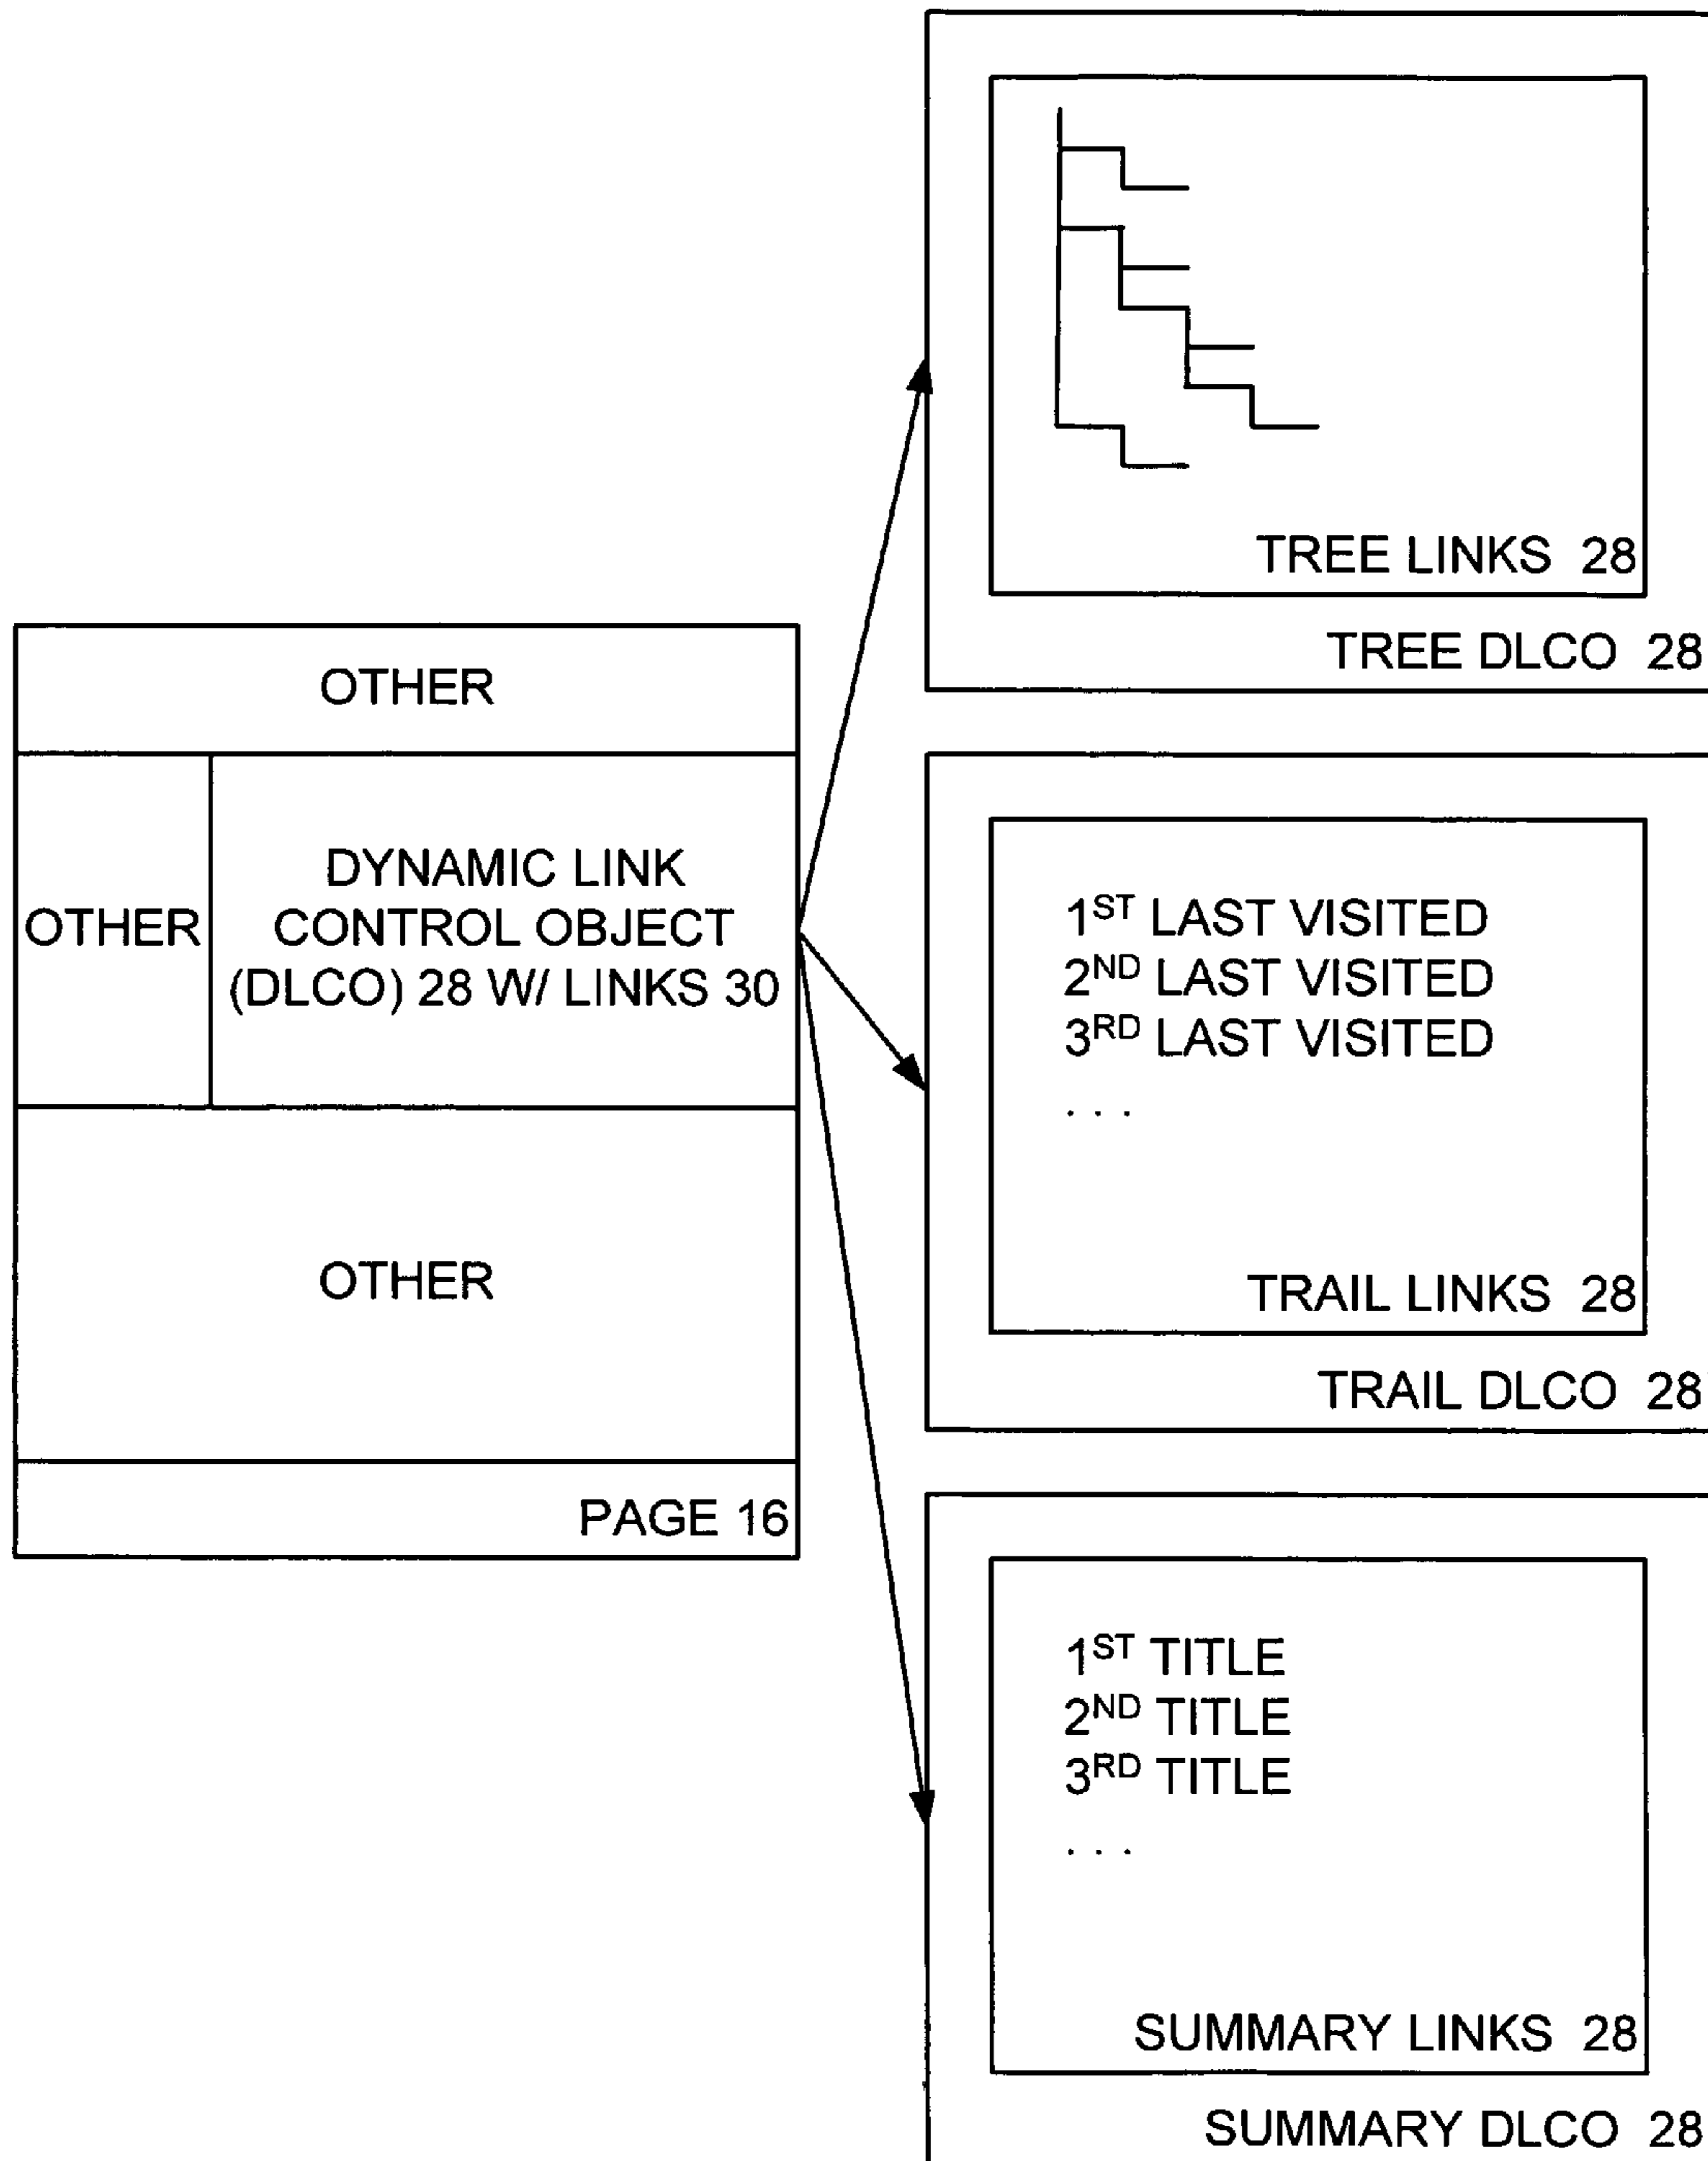 TREE LINKS 28
TREE DLCO 28
OTHER
OTHER
DYNAMIC LINK
CONTROL OBJECT
(DLCO) 28 W/ LINKS 30
OTHER
PAGE 16
1ST LAST VISITED
2ND LAST VISITED
3RD LAST VISITED
. . .
TRAIL LINKS 28
TRAIL DLCO 28
1ST TITLE
2ND TITLE
3RD TITLE
. . .
SUMMARY LINKS 28
SUMMARY DLCO 28